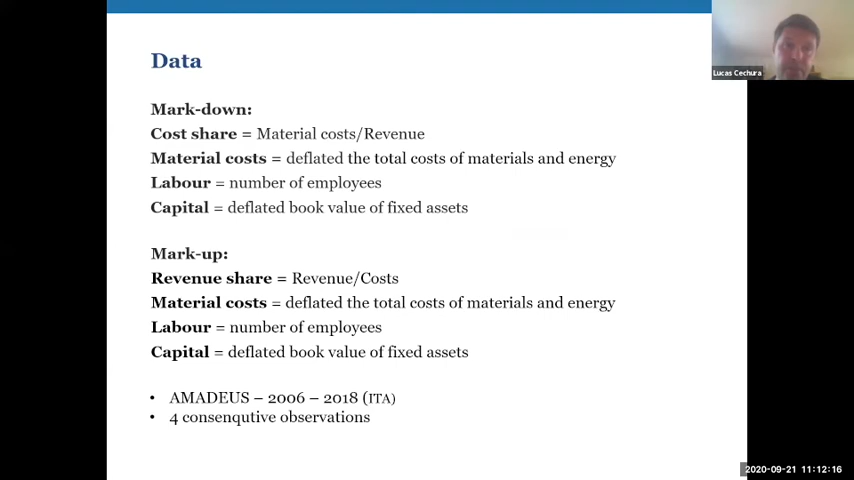 Data
Mark-down:
Cost share = Material costs/Revenue
Material costs = deflated the total costs of materials and energy
Labour = number of employees
Capital = deflated book value of fixed assets
Mark-up:
Revenue share = Revenue/Costs
Material costs = deflated the total costs of materials and energy
Labour = number of employees
Capital = deflated book value of fixed assets
• AMADEUS – 2006 – 2018 (ITA)
• 4 consenqutive observations
Lucas Cechura
2020-09-21 11:12:16